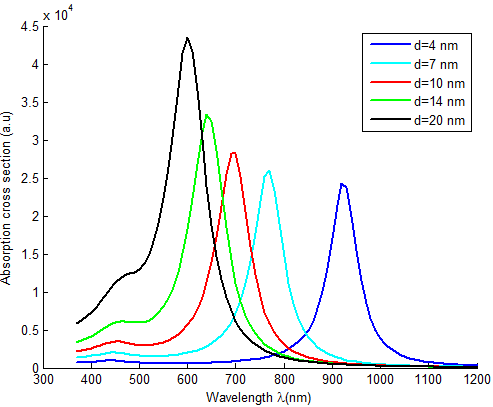 x 10^4
4.5
4
3.5
3
2.5
2
1.5
1
0.5
0
300 400 500 600 700 800 900 1000 1100 1200
Wavelength λ(nm)
Absorption cross section (a.u)
d=4 nm
d=7 nm
d=10 nm
d=14 nm
d=20 nm